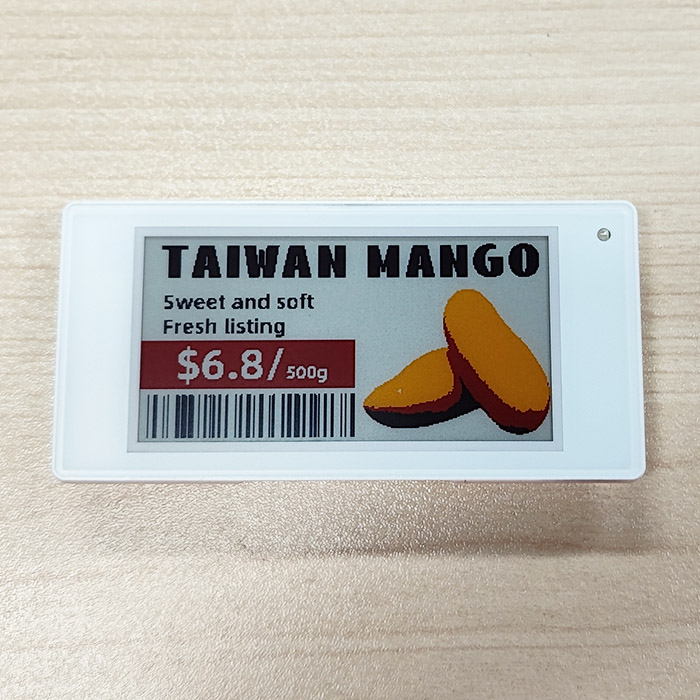 TAIWAN MANGO
Sweet and soft
Fresh listing
$6.8/500g